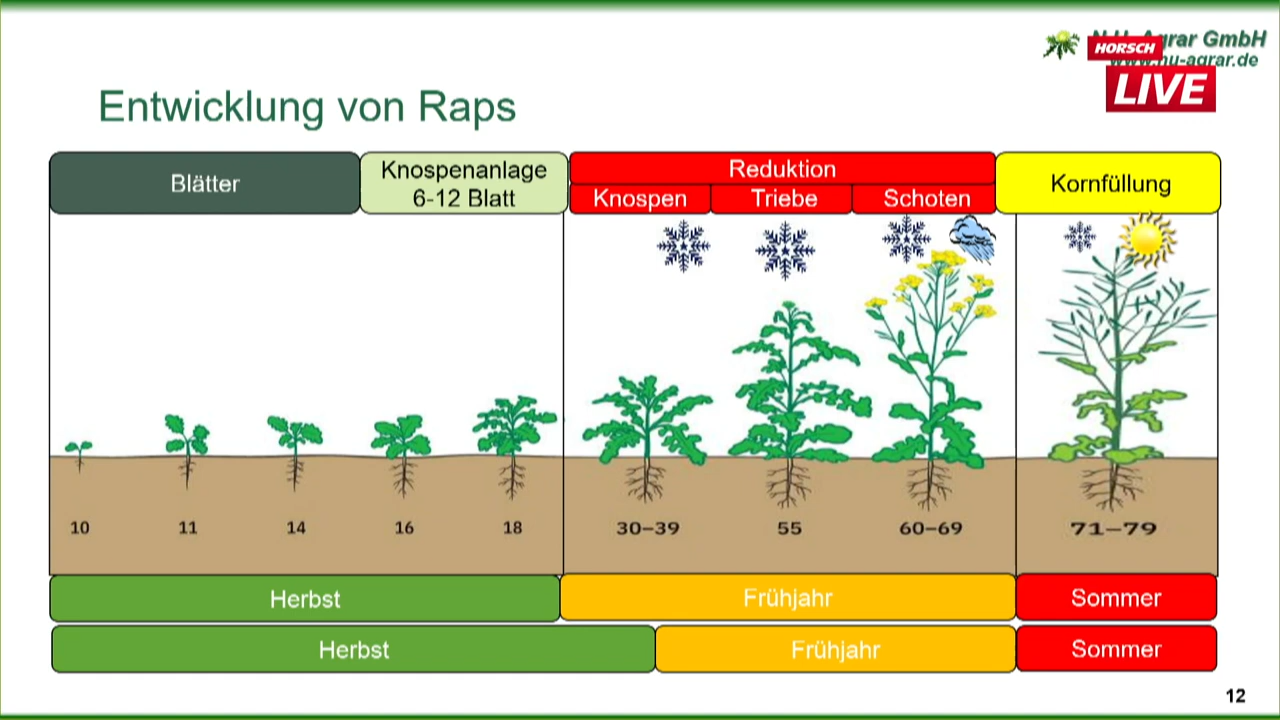 N.U. Agrar GmbH
HORSCH
www.nu-agrar.de
LIVE
Entwicklung von Raps
Blätter
Knospenanlage
6-12 Blatt
Reduktion
Knospen
Triebe
Schoten
Kornfüllung
10
11
14
16
18
30–39
55
60–69
71–79
Herbst
Frühjahr
Sommer
Herbst
Frühjahr
Sommer
12